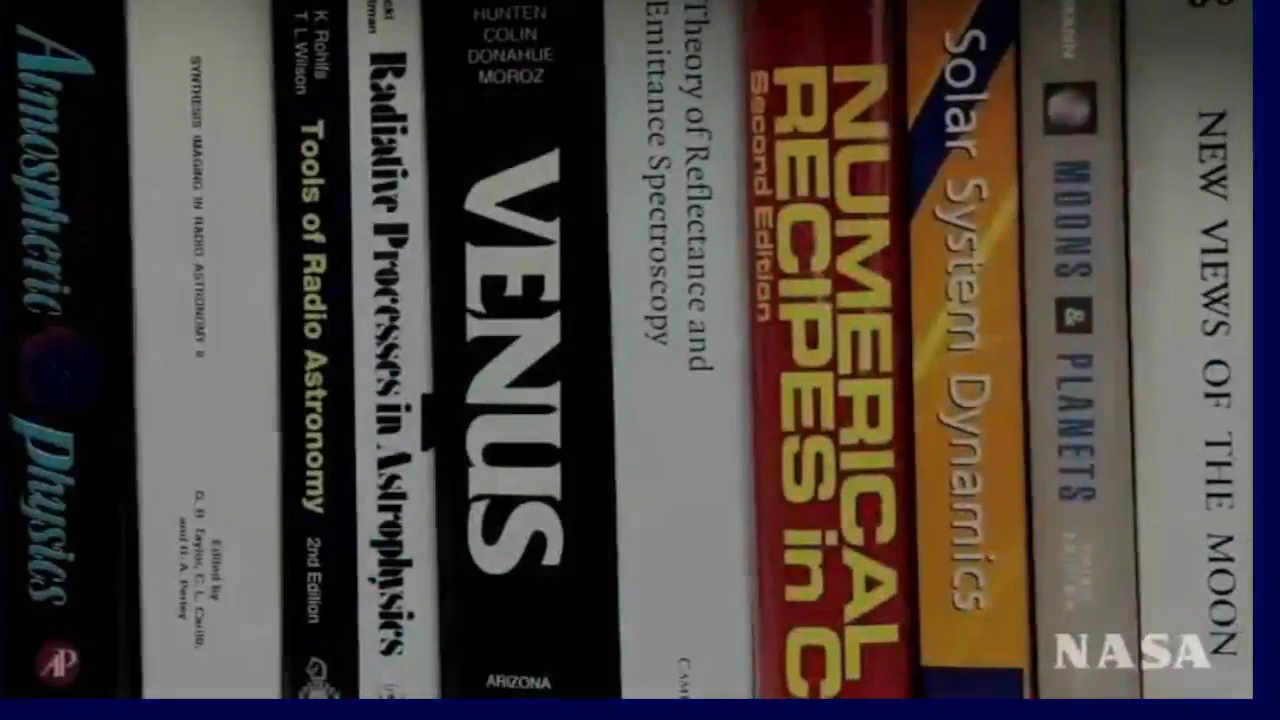 Atmospheric Physics
AP
SYNTHESIS IMAGING IN RADIO ASTRONOMY II
Edited by
G. B. Taylor, C. L. Carilli,
and R. A. Perley
K Rohlfs
T L Wilson
Tools of Radio Astronomy
2nd Edition
Radiative Processes in Astrophysics
HUNTEN
COLIN
DONAHUE
MOROZ
VENUS
ARIZONA
Theory of Reflectance and
Emittance Spectroscopy
NUMERICAL
RECIPES in C
Second Edition
Solar System Dynamics
MOONS & PLANETS
NEW VIEWS OF THE MOON
NASA